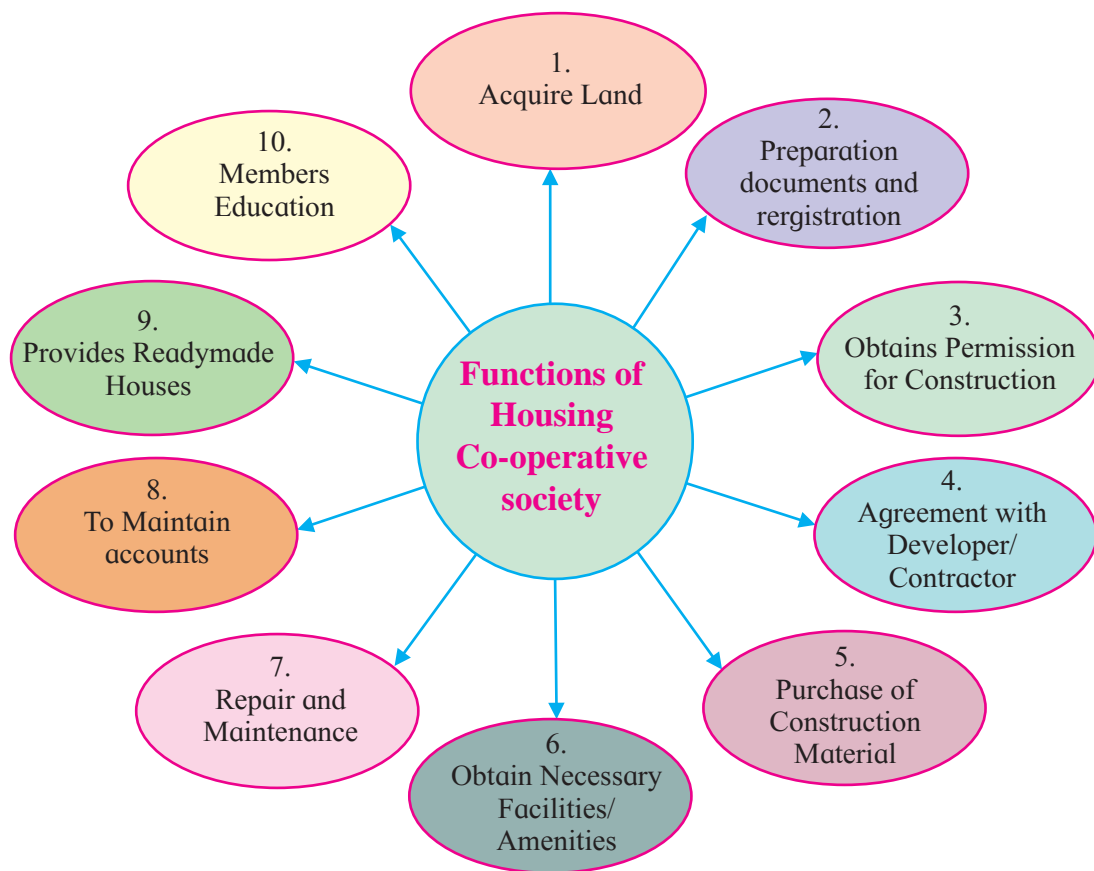 Functions of
Housing
Co-operative
society
1.
Acquire Land
2.
Preparation
documents and
rergistration
3.
Obtains Permission
for Construction
4.
Agreement with
Developer/
Contractor
5.
Purchase of
Construction
Material
6.
Obtain Necessary
Facilities/
Amenities
7.
Repair and
Maintenance
8.
To Maintain
accounts
9.
Provides Readymade
Houses
10.
Members
Education